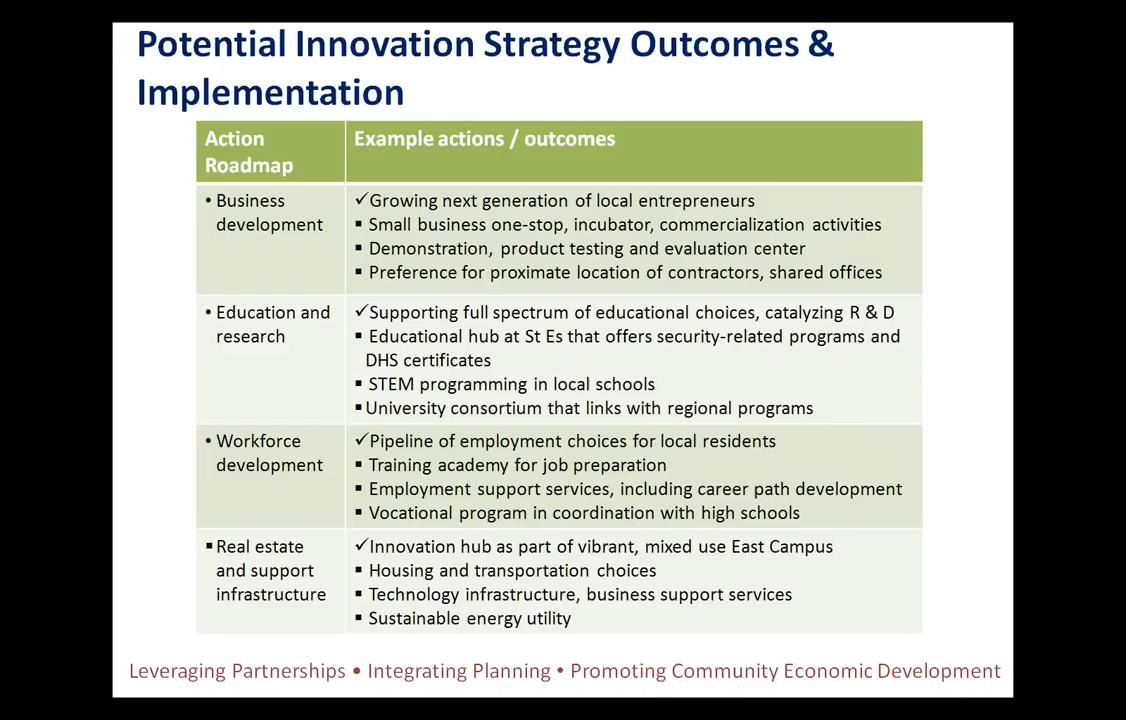 Potential Innovation Strategy Outcomes &
Implementation
Action
Roadmap
Example actions / outcomes
• Business
development
✓Growing next generation of local entrepreneurs
▪ Small business one-stop, incubator, commercialization activities
▪ Demonstration, product testing and evaluation center
▪ Preference for proximate location of contractors, shared offices
• Education and
research
✓Supporting full spectrum of educational choices, catalyzing R & D
▪ Educational hub at St Es that offers security-related programs and
DHS certificates
▪ STEM programming in local schools
▪ University consortium that links with regional programs
• Workforce
development
✓Pipeline of employment choices for local residents
▪ Training academy for job preparation
▪ Employment support services, including career path development
▪ Vocational program in coordination with high schools
▪ Real estate
and support
infrastructure
✓Innovation hub as part of vibrant, mixed use East Campus
▪ Housing and transportation choices
▪ Technology infrastructure, business support services
▪ Sustainable energy utility
Leveraging Partnerships • Integrating Planning • Promoting Community Economic Development